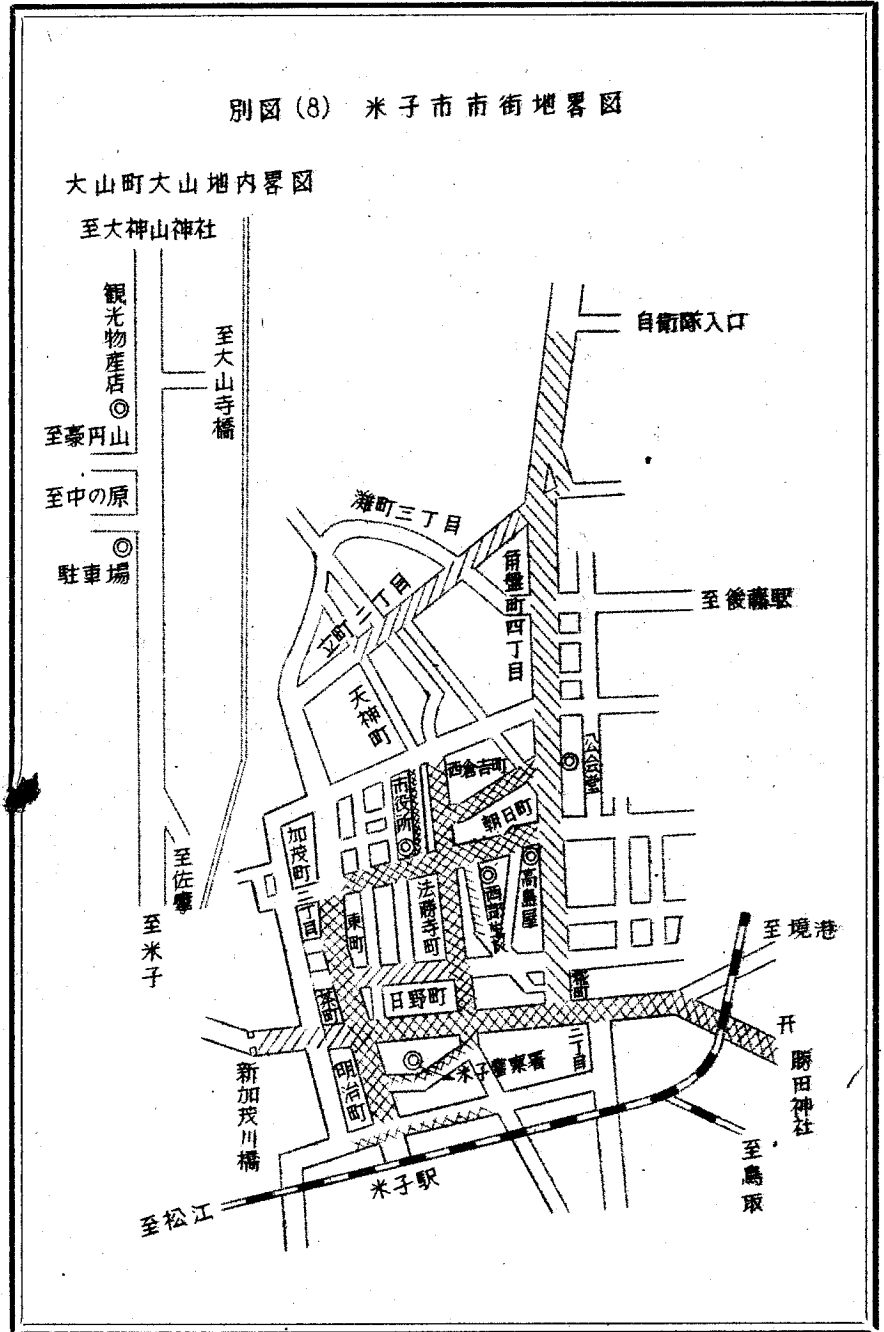 別図(8) 米子市市街地畧図
大山町大山地内畧図
至大神山神社
観光物産店
至大山寺橋
至豪円山
至中の原
駐車場
至佐摩
至米子
自衛隊入口
灘町三丁目
立町二丁目
角盤町四丁目
至後藤駅
天神町
公会堂
西倉吉町
市役所
朝日町
加茂町二丁目
高島屋
法勝寺町
東町
至境港
日野町
米子警察署
二丁目
明治町
新加茂川橋
勝田神社
米子駅
至鳥取
至松江